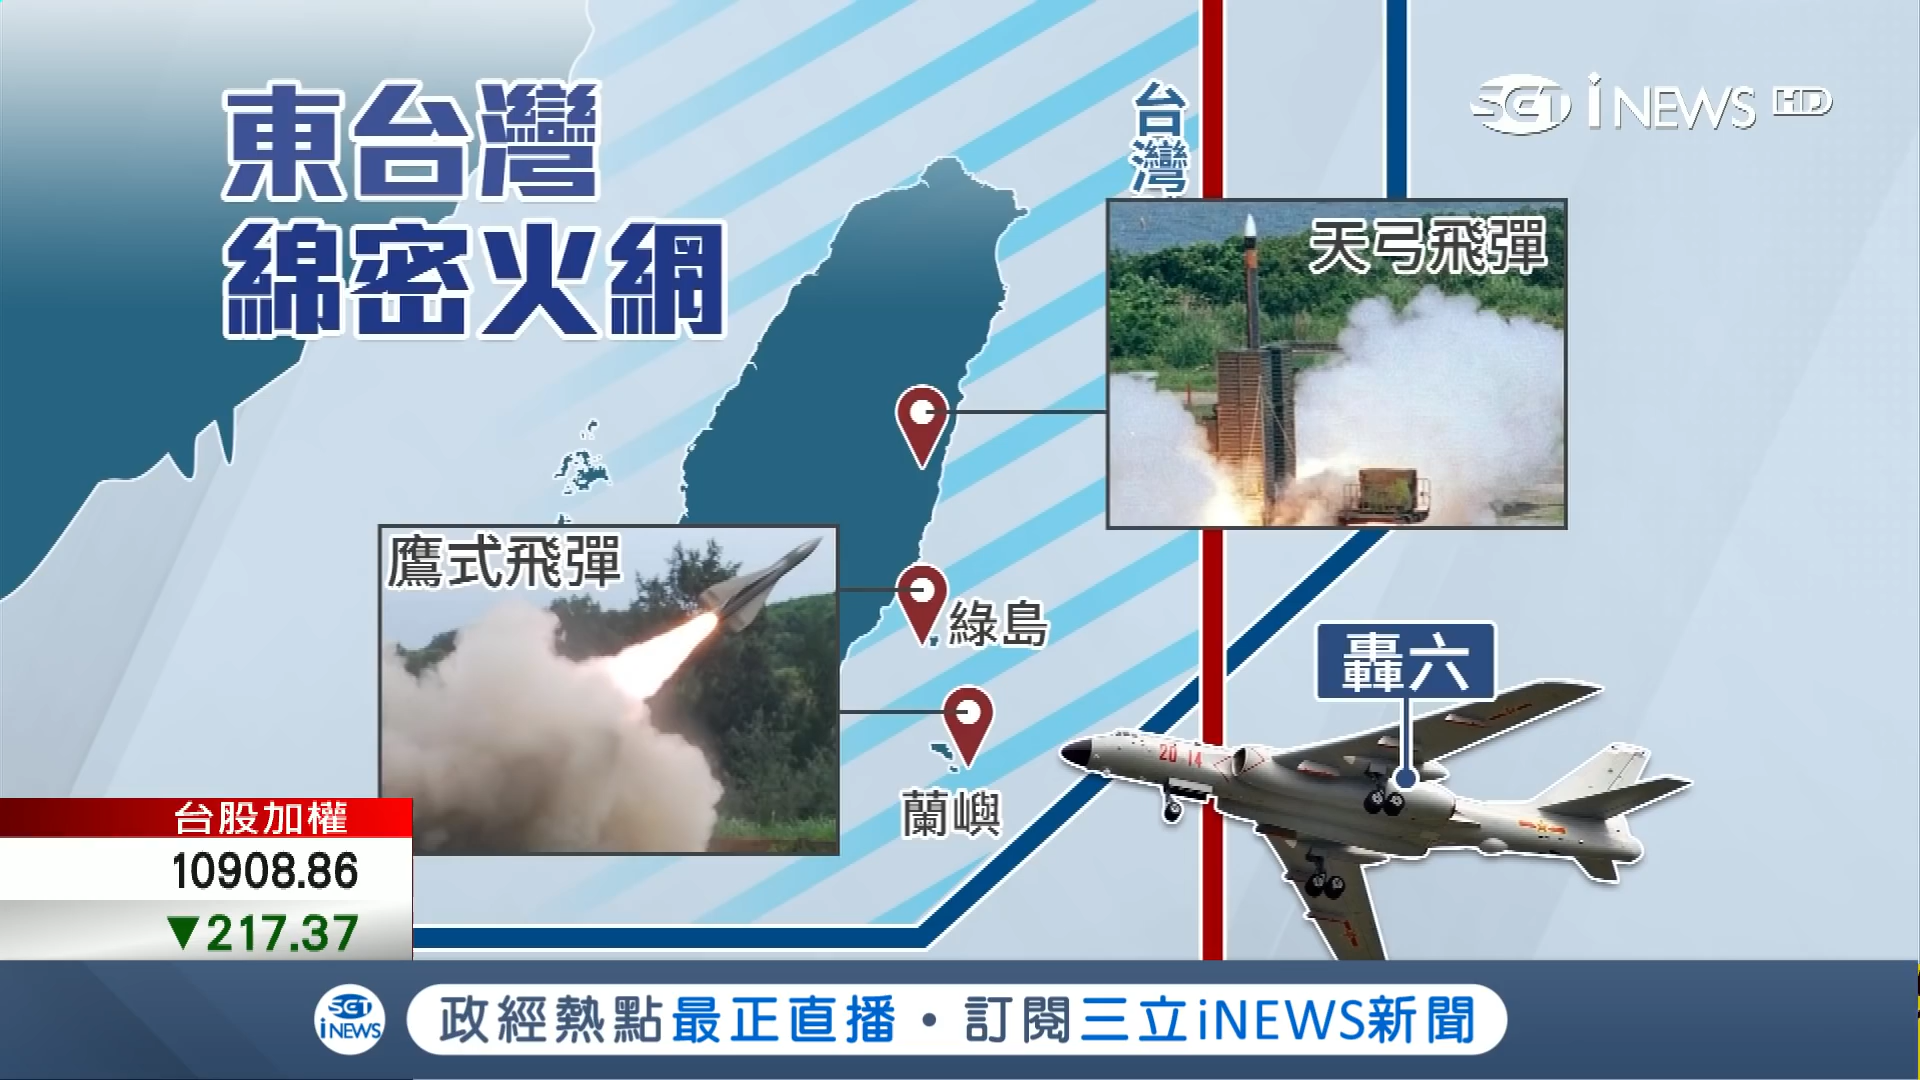 東台灣
綿密火網
台灣
SET iNEWS HD
天弓飛彈
鷹式飛彈
綠島
轟六
20 14
蘭嶼
台股加權
10908.86
▼217.37
SET iNEWS
政經熱點最正直播・訂閱三立iNEWS新聞